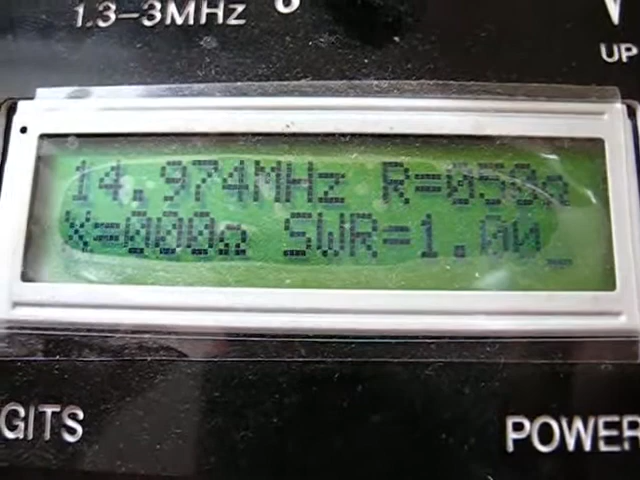 1.3-3MHz
UP
14.974MHz R=050Ω
X=000Ω SWR=1.0
GITS
POWER